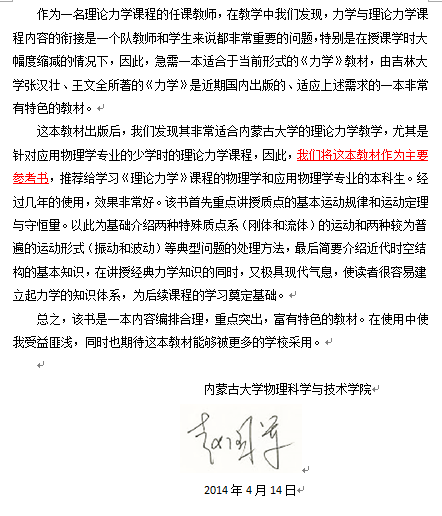 作为一名理论力学课程的任课教师，在教学中我们发现，力学与理论力学课
程内容的衔接是一个队教师和学生来说都非常重要的问题，特别是在授课学时大
幅度缩减的情况下，因此，急需一本适合于当前形式的《力学》教材，由吉林大
学张汉壮、王文全所著的《力学》是近期国内出版的、适应上述需求的一本非常
有特色的教材。
这本教材出版后，我们发现其非常适合内蒙古大学的理论力学教学，尤其是
针对应用物理学专业的少学时的理论力学课程，因此，我们将这本教材作为主要
参考书，推荐给学习《理论力学》课程的物理学和应用物理学专业的本科生。经
过几年的使用，效果非常好。该书首先重点讲授质点的基本运动规律和运动定理
与守恒量。以此为基础介绍两种特殊质点系（刚体和流体）的运动和两种较为普
遍的运动形式（振动和波动）等典型问题的处理方法，最后简要介绍近代时空结
构的基本知识，在讲授经典力学知识的同时，又极具现代气息，使读者很容易建
立起力学的知识体系，为后续课程的学习奠定基础。
总之，该书是一本内容编排合理，重点突出，富有特色的教材。在使用中使
我受益匪浅，同时也期待这本教材能够被更多的学校采用。
内蒙古大学物理科学与技术学院
2014 年 4 月 14 日